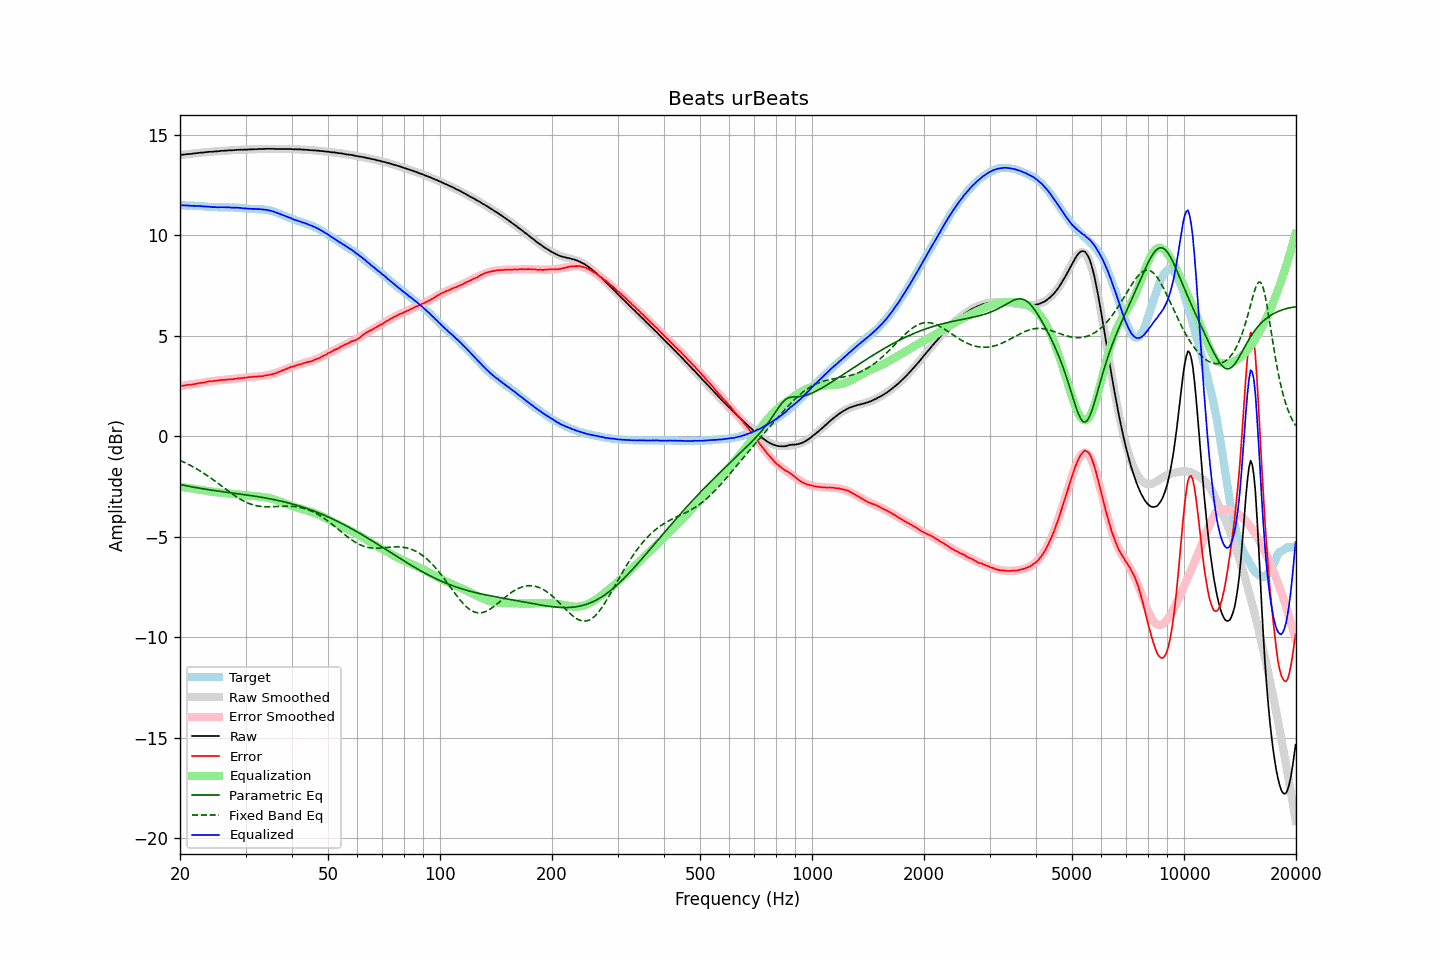 Beats urBeats
Amplitude (dBr)
15
10
5
0
−5
−10
−15
−20
Target
Raw Smoothed
Error Smoothed
Raw
Error
Equalization
Parametric Eq
Fixed Band Eq
Equalized
20 50 100 200 500 1000 2000 5000 10000 20000
Frequency (Hz)